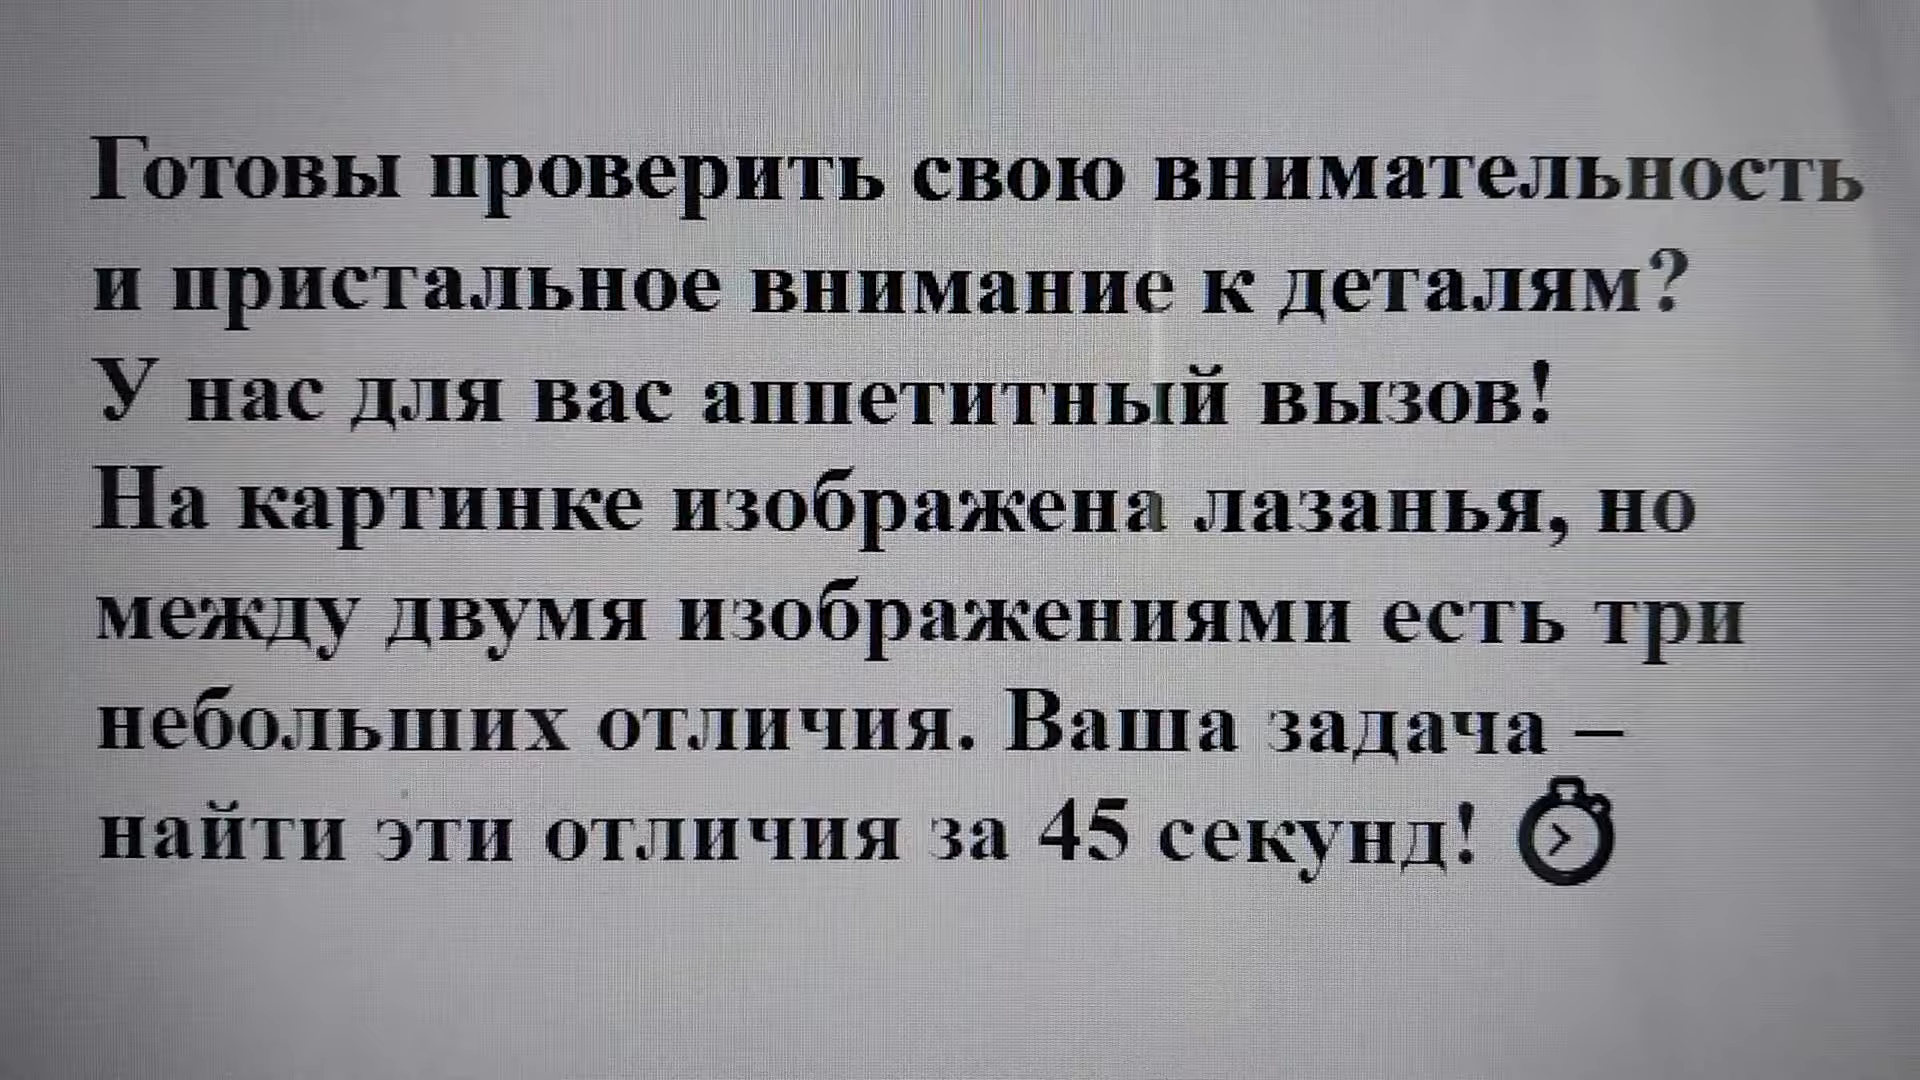 Готовы проверить свою внимательность
и пристальное внимание к деталям?
У нас для вас аппетитный вызов!
На картинке изображена лазанья, но
между двумя изображениями есть три
небольших отличия. Ваша задача –
найти эти отличия за 45 секунд!